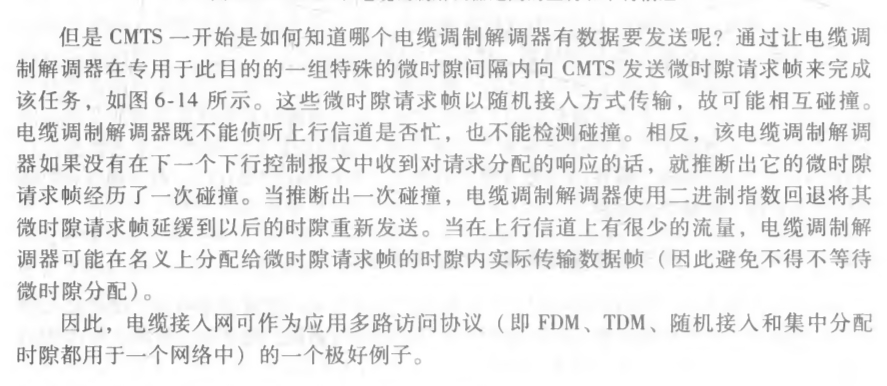 但是 CMTS 一开始是如何知道哪个电缆调制解调器有数据要发送呢？通过让电缆调
制解调器在专用于此目的的一组特殊的微时隙间隔内向 CMTS 发送微时隙请求帧来完成
该任务，如图 6-14 所示。这些微时隙请求帧以随机接入方式传输，故可能相互碰撞。
电缆调制解调器既不能侦听上行信道是否忙，也不能检测碰撞。相反，该电缆调制解调
器如果没有在下一个下行控制报文中收到对请求分配的响应的话，就推断出它的微时隙
请求帧经历了一次碰撞。当推断出一次碰撞，电缆调制解调器使用二进制指数回退将其
微时隙请求帧延缓到以后的时隙重新发送。当在上行信道上有很少的流量，电缆调制解
调器可能在名义上分配给微时隙请求帧的时隙内实际传输数据帧（因此避免不得不等待
微时隙分配）。
因此，电缆接入网可作为应用多路访问协议（即 FDM、TDM、随机接入和集中分配
时隙都用于一个网络中）的一个极好例子。